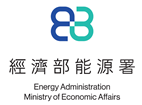 經濟部能源署
Energy Administration
Ministry of Economic Affairs